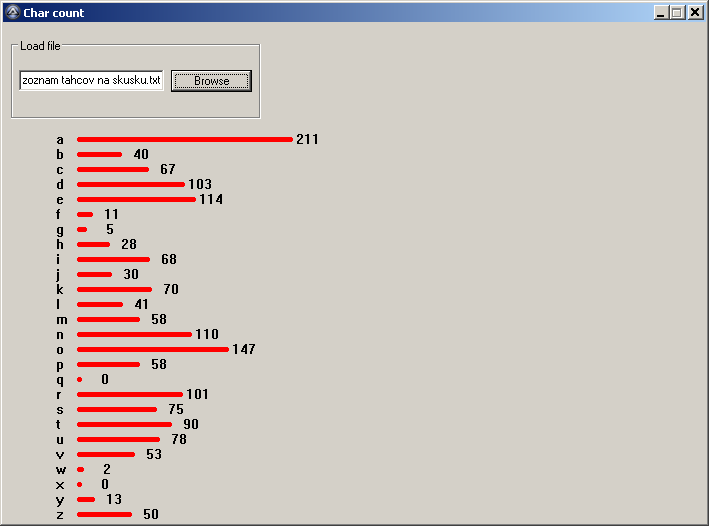 Char count
Load file
zoznam tahcov na skusku.txt
Browse
a 211
b 40
c 67
d 103
e 114
f 11
g 5
h 28
i 68
j 30
k 70
l 41
m 58
n 110
o 147
p 58
q 0
r 101
s 75
t 90
u 78
v 53
w 2
x 0
y 13
z 50